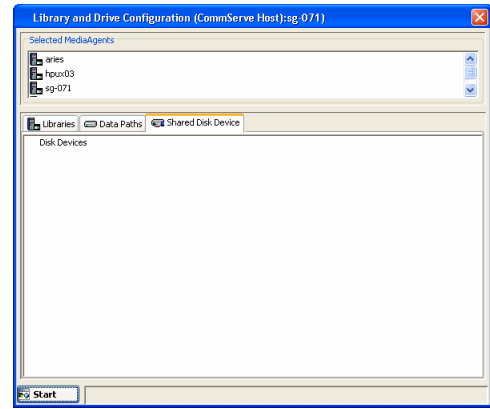 Library and Drive Configuration (CommServe Host):sg-071)
Selected MediaAgents
aries
hpux03
sg-071
Libraries Data Paths Shared Disk Device
Disk Devices
Start